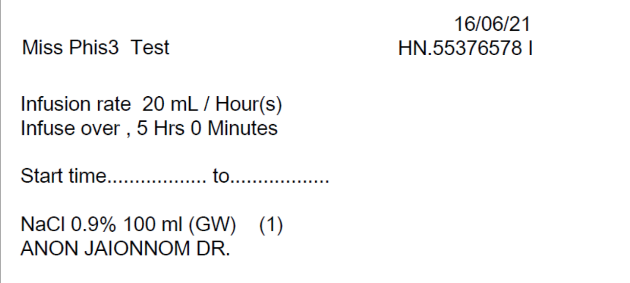 16/06/21
Miss Phis3 Test HN.55376578 I
Infusion rate 20 mL / Hour(s)
Infuse over , 5 Hrs 0 Minutes
Start time.................. to..................
NaCl 0.9% 100 ml (GW) (1)
ANON JAIONNOM DR.